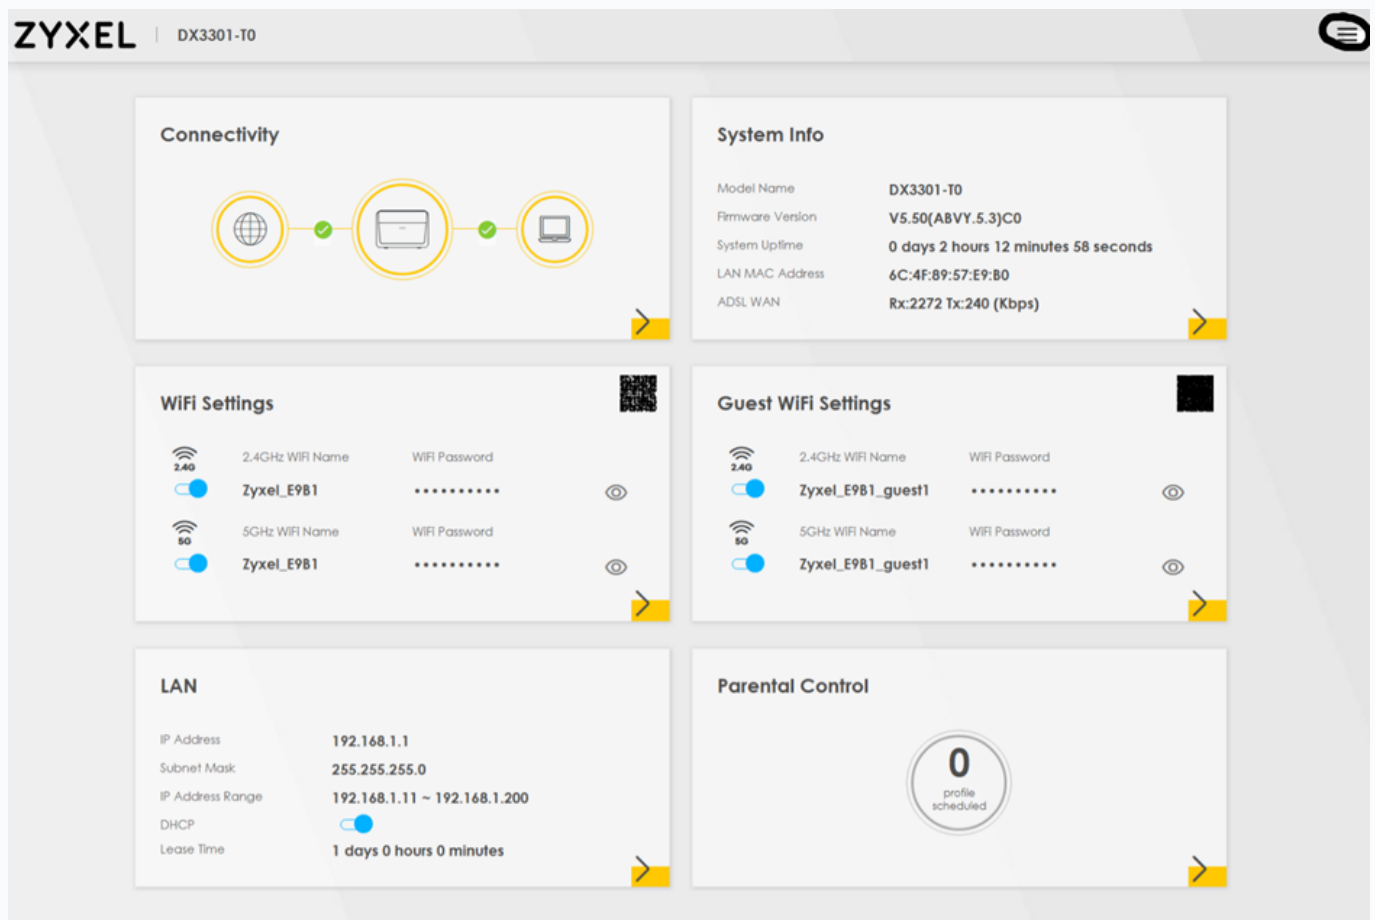 ZYXEL DX3301-T0
Connectivity
System Info
Model Name DX3301-T0
Firmware Version V5.50(ABVY.5.3)C0
System Uptime 0 days 2 hours 12 minutes 58 seconds
LAN MAC Address 6C:4F:89:57:E9:B0
ADSL WAN Rx:2272 Tx:240 (Kbps)
WiFi Settings
2.4G 2.4GHz WIFI Name WIFI Password
Zyxel_E9B1 ••••••••••
5G 5GHz WIFI Name WIFI Password
Zyxel_E9B1 ••••••••••
Guest WiFi Settings
2.4G 2.4GHz WIFI Name WIFI Password
Zyxel_E9B1_guest1 ••••••••••
5G 5GHz WIFI Name WIFI Password
Zyxel_E9B1_guest1 ••••••••••
LAN
IP Address 192.168.1.1
Subnet Mask 255.255.255.0
IP Address Range 192.168.1.11 ~ 192.168.1.200
DHCP
Lease Time 1 days 0 hours 0 minutes
Parental Control
0
profile
scheduled